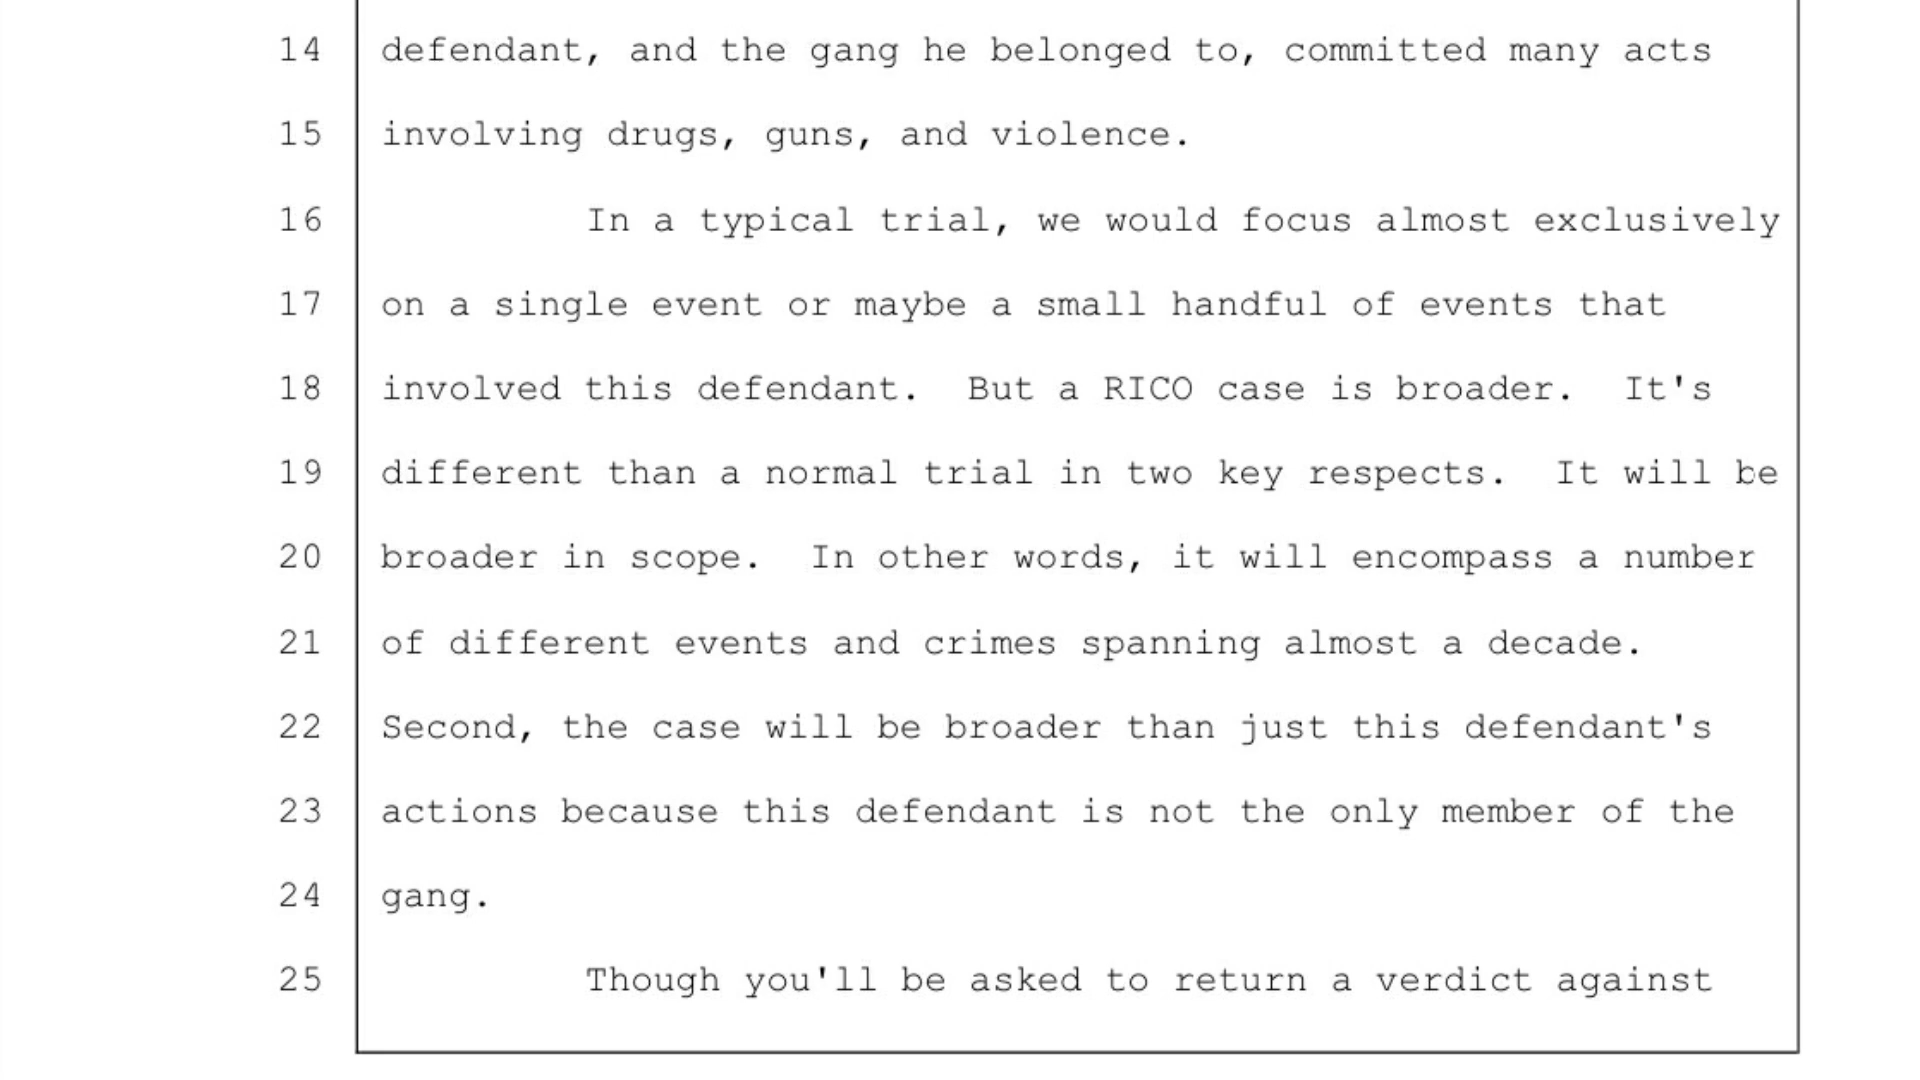 14 defendant, and the gang he belonged to, committed many acts
15 involving drugs, guns, and violence.
16 In a typical trial, we would focus almost exclusively
17 on a single event or maybe a small handful of events that
18 involved this defendant.  But a RICO case is broader.  It's
19 different than a normal trial in two key respects.  It will be
20 broader in scope.  In other words, it will encompass a number
21 of different events and crimes spanning almost a decade.
22 Second, the case will be broader than just this defendant's
23 actions because this defendant is not the only member of the
24 gang.
25 Though you'll be asked to return a verdict against